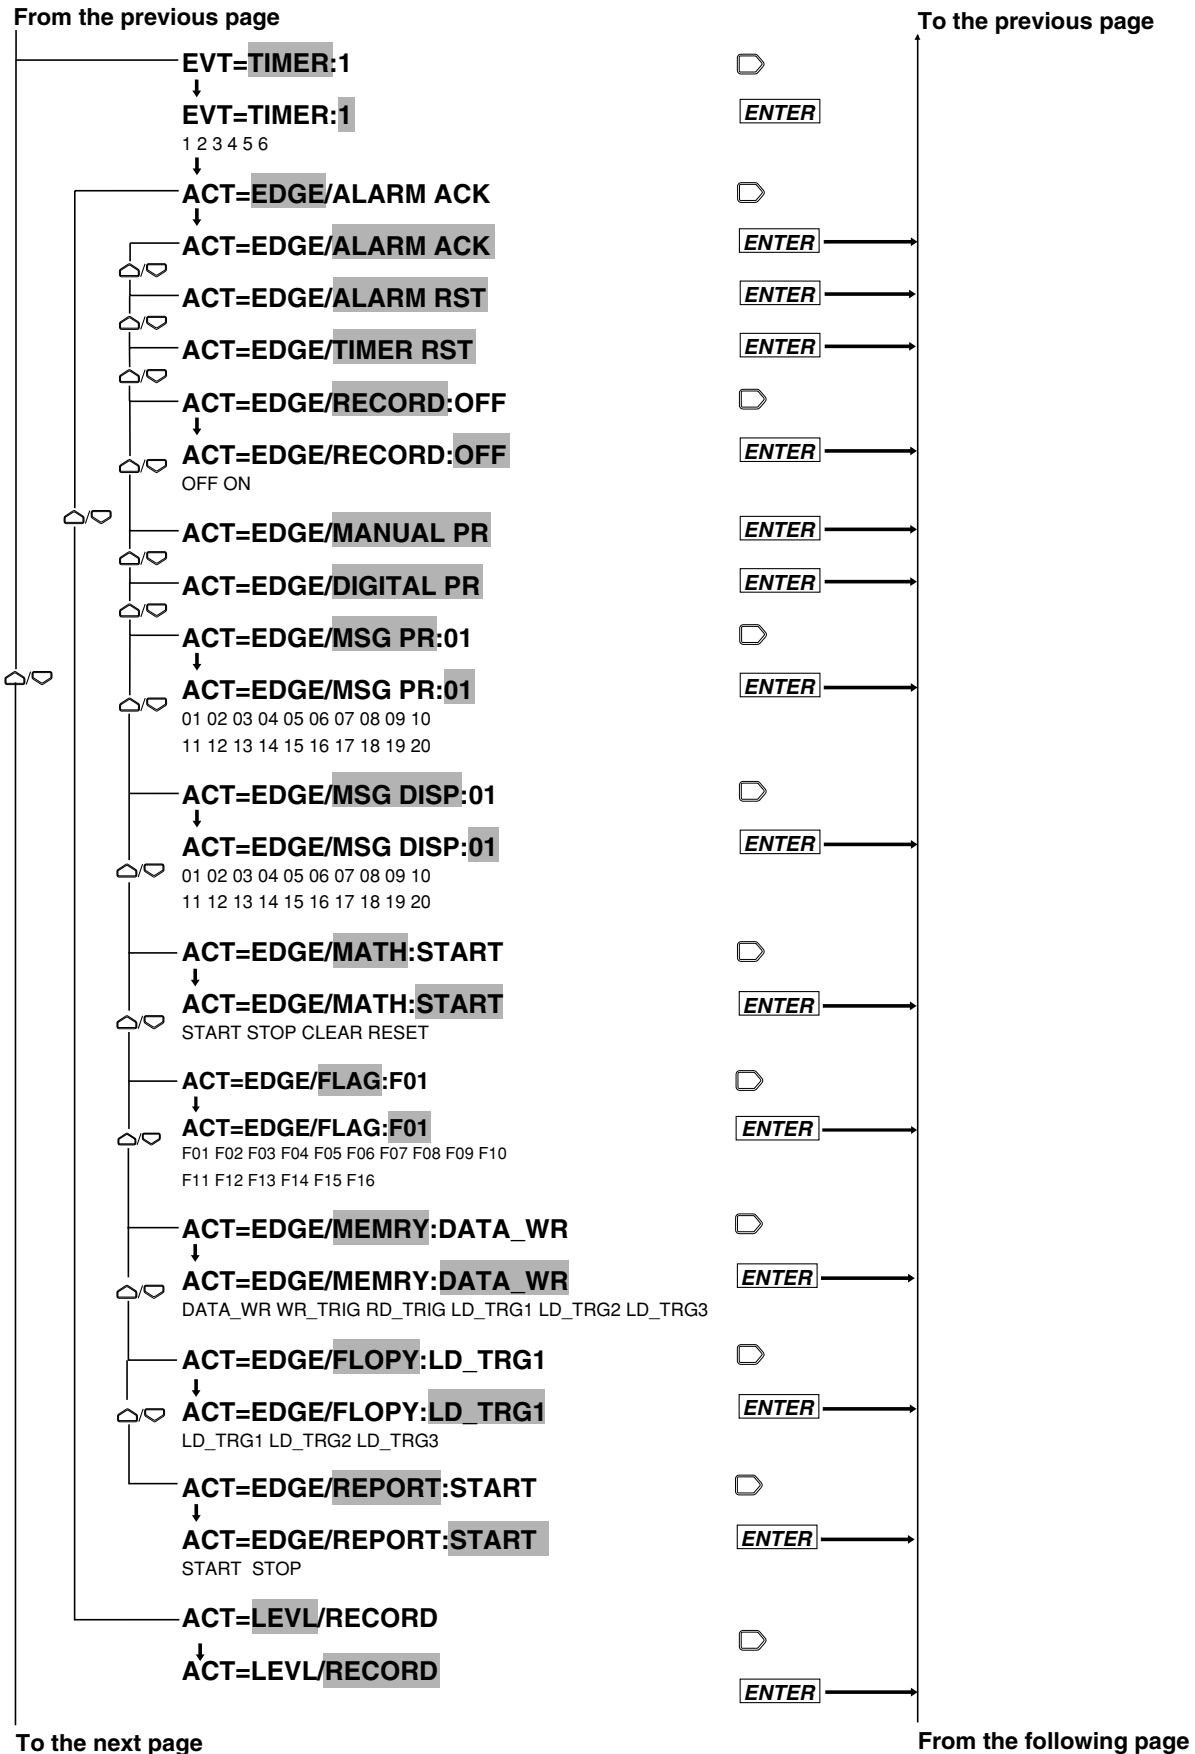 From the previous page
To the previous page
EVT=TIMER:1
EVT=TIMER:1
ENTER
1 2 3 4 5 6
ACT=EDGE/ALARM ACK
ACT=EDGE/ALARM ACK
ENTER
/
ACT=EDGE/ALARM RST
ENTER
/
ACT=EDGE/TIMER RST
ENTER
/
ACT=EDGE/RECORD:OFF
ACT=EDGE/RECORD:OFF
ENTER
/
OFF ON
/
ACT=EDGE/MANUAL PR
ENTER
/
ACT=EDGE/DIGITAL PR
ENTER
/
ACT=EDGE/MSG PR:01
/
ACT=EDGE/MSG PR:01
ENTER
/
01 02 03 04 05 06 07 08 09 10
11 12 13 14 15 16 17 18 19 20
ACT=EDGE/MSG DISP:01
ACT=EDGE/MSG DISP:01
ENTER
/
01 02 03 04 05 06 07 08 09 10
11 12 13 14 15 16 17 18 19 20
ACT=EDGE/MATH:START
ACT=EDGE/MATH:START
ENTER
/
START STOP CLEAR RESET
ACT=EDGE/FLAG:F01
ACT=EDGE/FLAG:F01
ENTER
/
F01 F02 F03 F04 F05 F06 F07 F08 F09 F10
F11 F12 F13 F14 F15 F16
ACT=EDGE/MEMRY:DATA_WR
ACT=EDGE/MEMRY:DATA_WR
ENTER
/
DATA_WR WR_TRIG RD_TRIG LD_TRG1 LD_TRG2 LD_TRG3
ACT=EDGE/FLOPY:LD_TRG1
ACT=EDGE/FLOPY:LD_TRG1
ENTER
/
LD_TRG1 LD_TRG2 LD_TRG3
ACT=EDGE/REPORT:START
ACT=EDGE/REPORT:START
ENTER
START STOP
ACT=LEVL/RECORD
ACT=LEVL/RECORD
ENTER
To the next page
From the following page